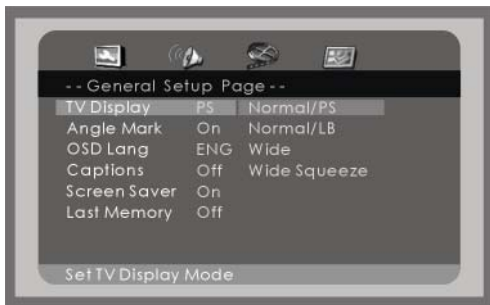 -- General Setup Page --
TV Display PS Normal/PS
Angle Mark On Normal/LB
OSD Lang ENG Wide
Captions Off Wide Squeeze
Screen Saver On
Last Memory Off
Set TV Display Mode